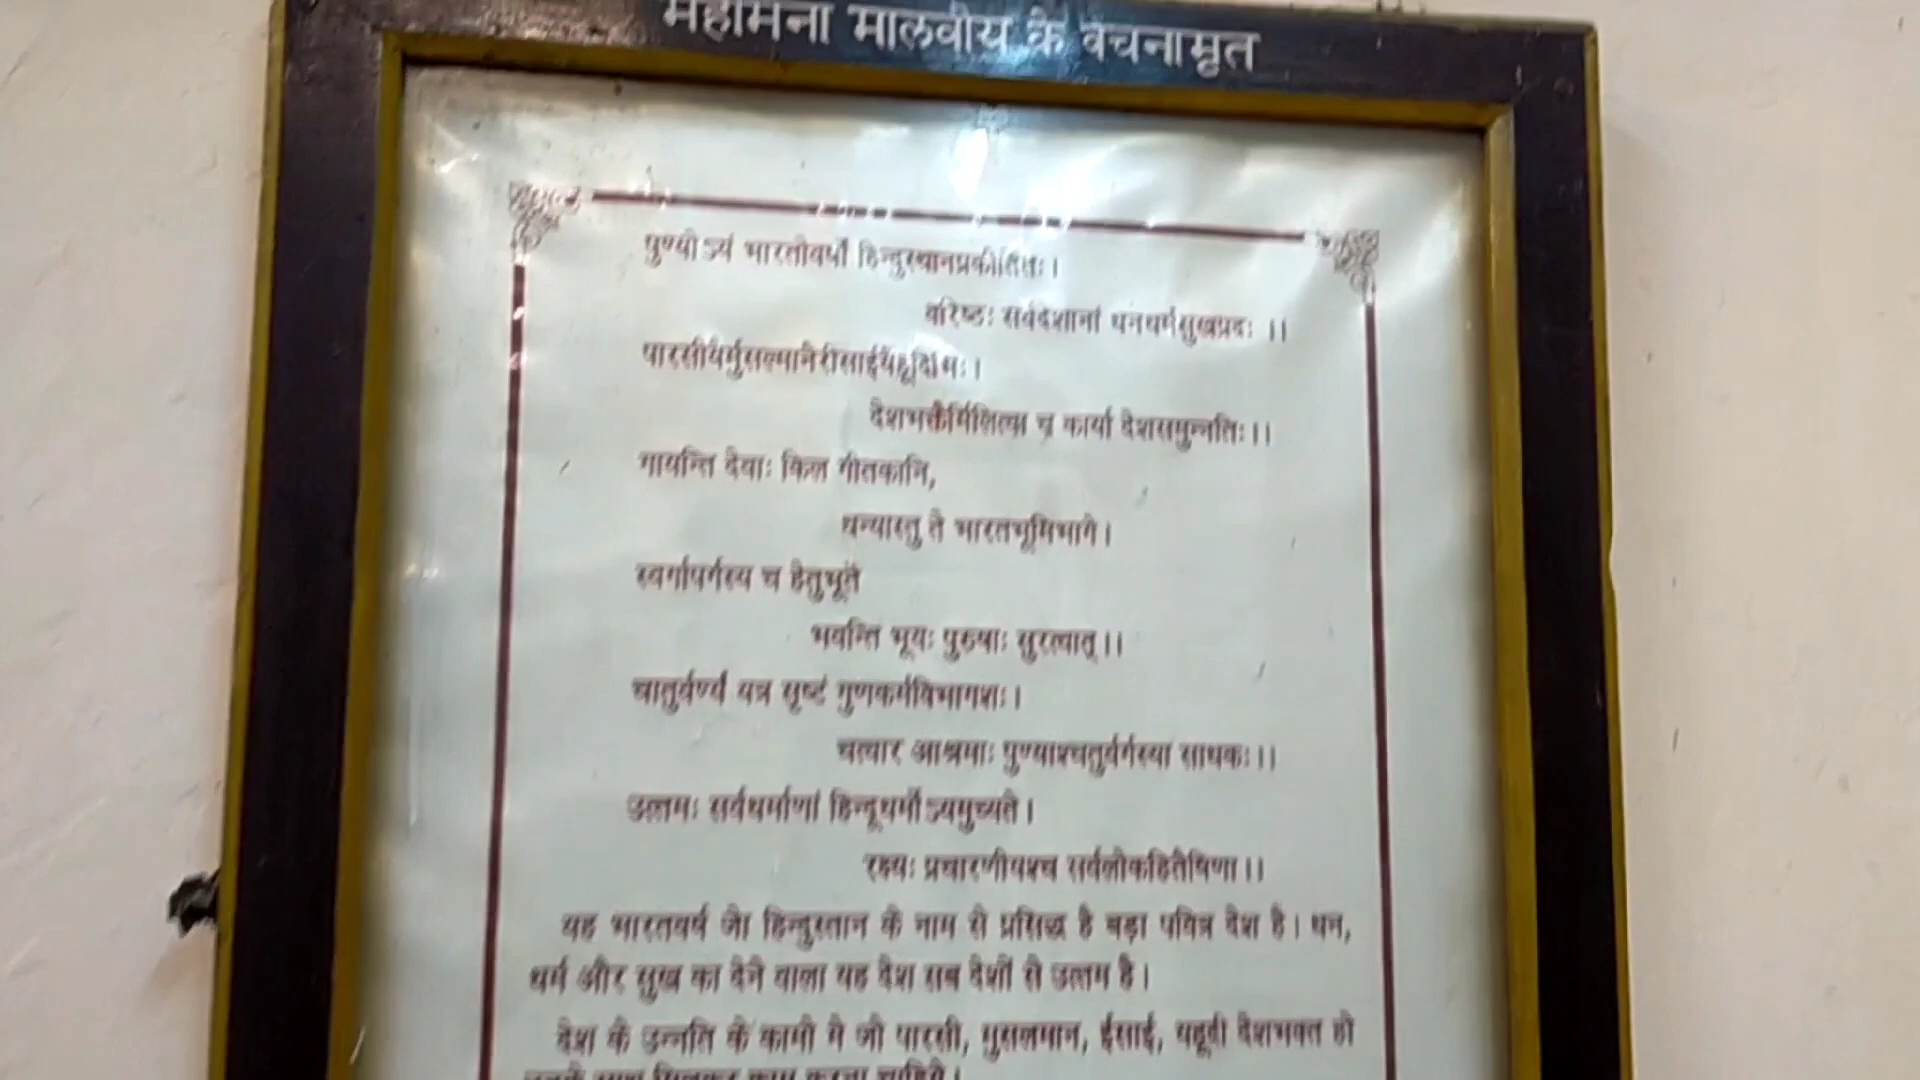 महामना मालवीय के वचनामृत
पुण्योऽयं भारतोवर्षो हिन्दुस्थानप्रकीर्तितः।
वरिष्ठः सर्वदेशानां धनधर्मसुखप्रदः ।।
पारसीयैर्मुसल्मानैरीसाईयैहूदिभिः।
देशभक्तैर्मिलित्वा च कार्या देशसमुन्नतिः।।
गायन्ति देवाः किल गीतकानि,
धन्यास्तु ते भारतभूमिभागे।
स्वर्गापर्गस्य च हेतुभूते
भवन्ति भूयः पुरुषाः सुरत्वात्।।
चातुर्वर्ण्यं यत्र सृष्टं गुणकर्मविभागशः।
चत्वार आश्रमाः पुण्याश्चतुर्वर्गस्या साधकः।।
उत्तमः सर्वधर्माणां हिन्दूधर्मोऽयमुच्यते।
रक्ष्यः प्रचारणीयश्च सर्वलोकहितैषिणा।।
यह भारतवर्ष जो हिन्दुस्तान के नाम से प्रसिद्ध है बड़ा पवित्र देश है। धन,
धर्म और सुख का देने वाला यह देश सब देशों से उत्तम है।
देश के उन्नति के कामों में जो पारसी, मुसलमान, ईसाई, यहूदी देशभक्त हो